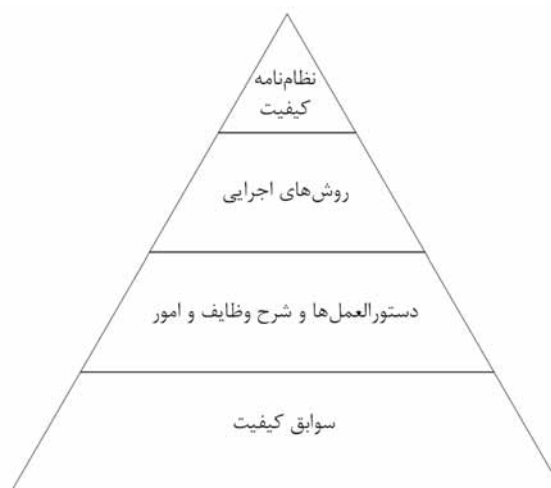 نظام‌نامه
کیفیت
روش‌های اجرایی
دستورالعمل‌ها و شرح وظایف و امور
سوابق کیفیت